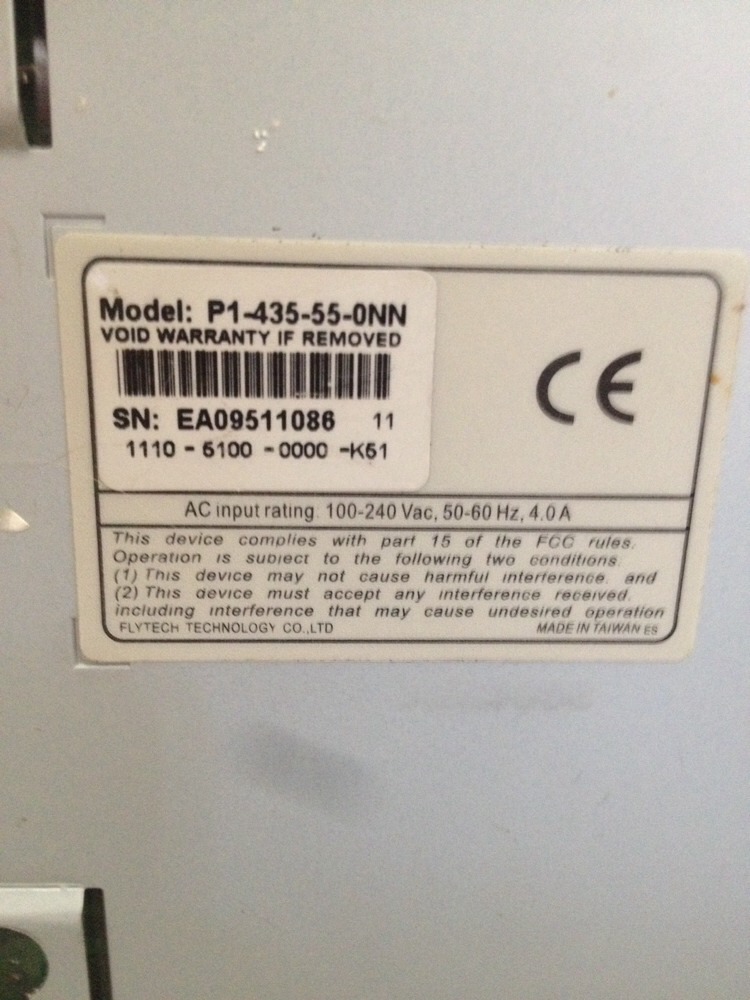 Model: P1-435-55-0NN
VOID WARRANTY IF REMOVED
SN: EA09511086 11
1110 - 5100 - 0000 - K51
CE
AC input rating: 100-240 Vac, 50-60 Hz, 4.0 A
This device complies with part 15 of the FCC rules.
Operation is subject to the following two conditions.
(1) This device may not cause harmful interference. and
(2) This device must accept any interference received.
including interference that may cause undesired operation
FLYTECH TECHNOLOGY CO.,LTD MADE IN TAIWAN ES